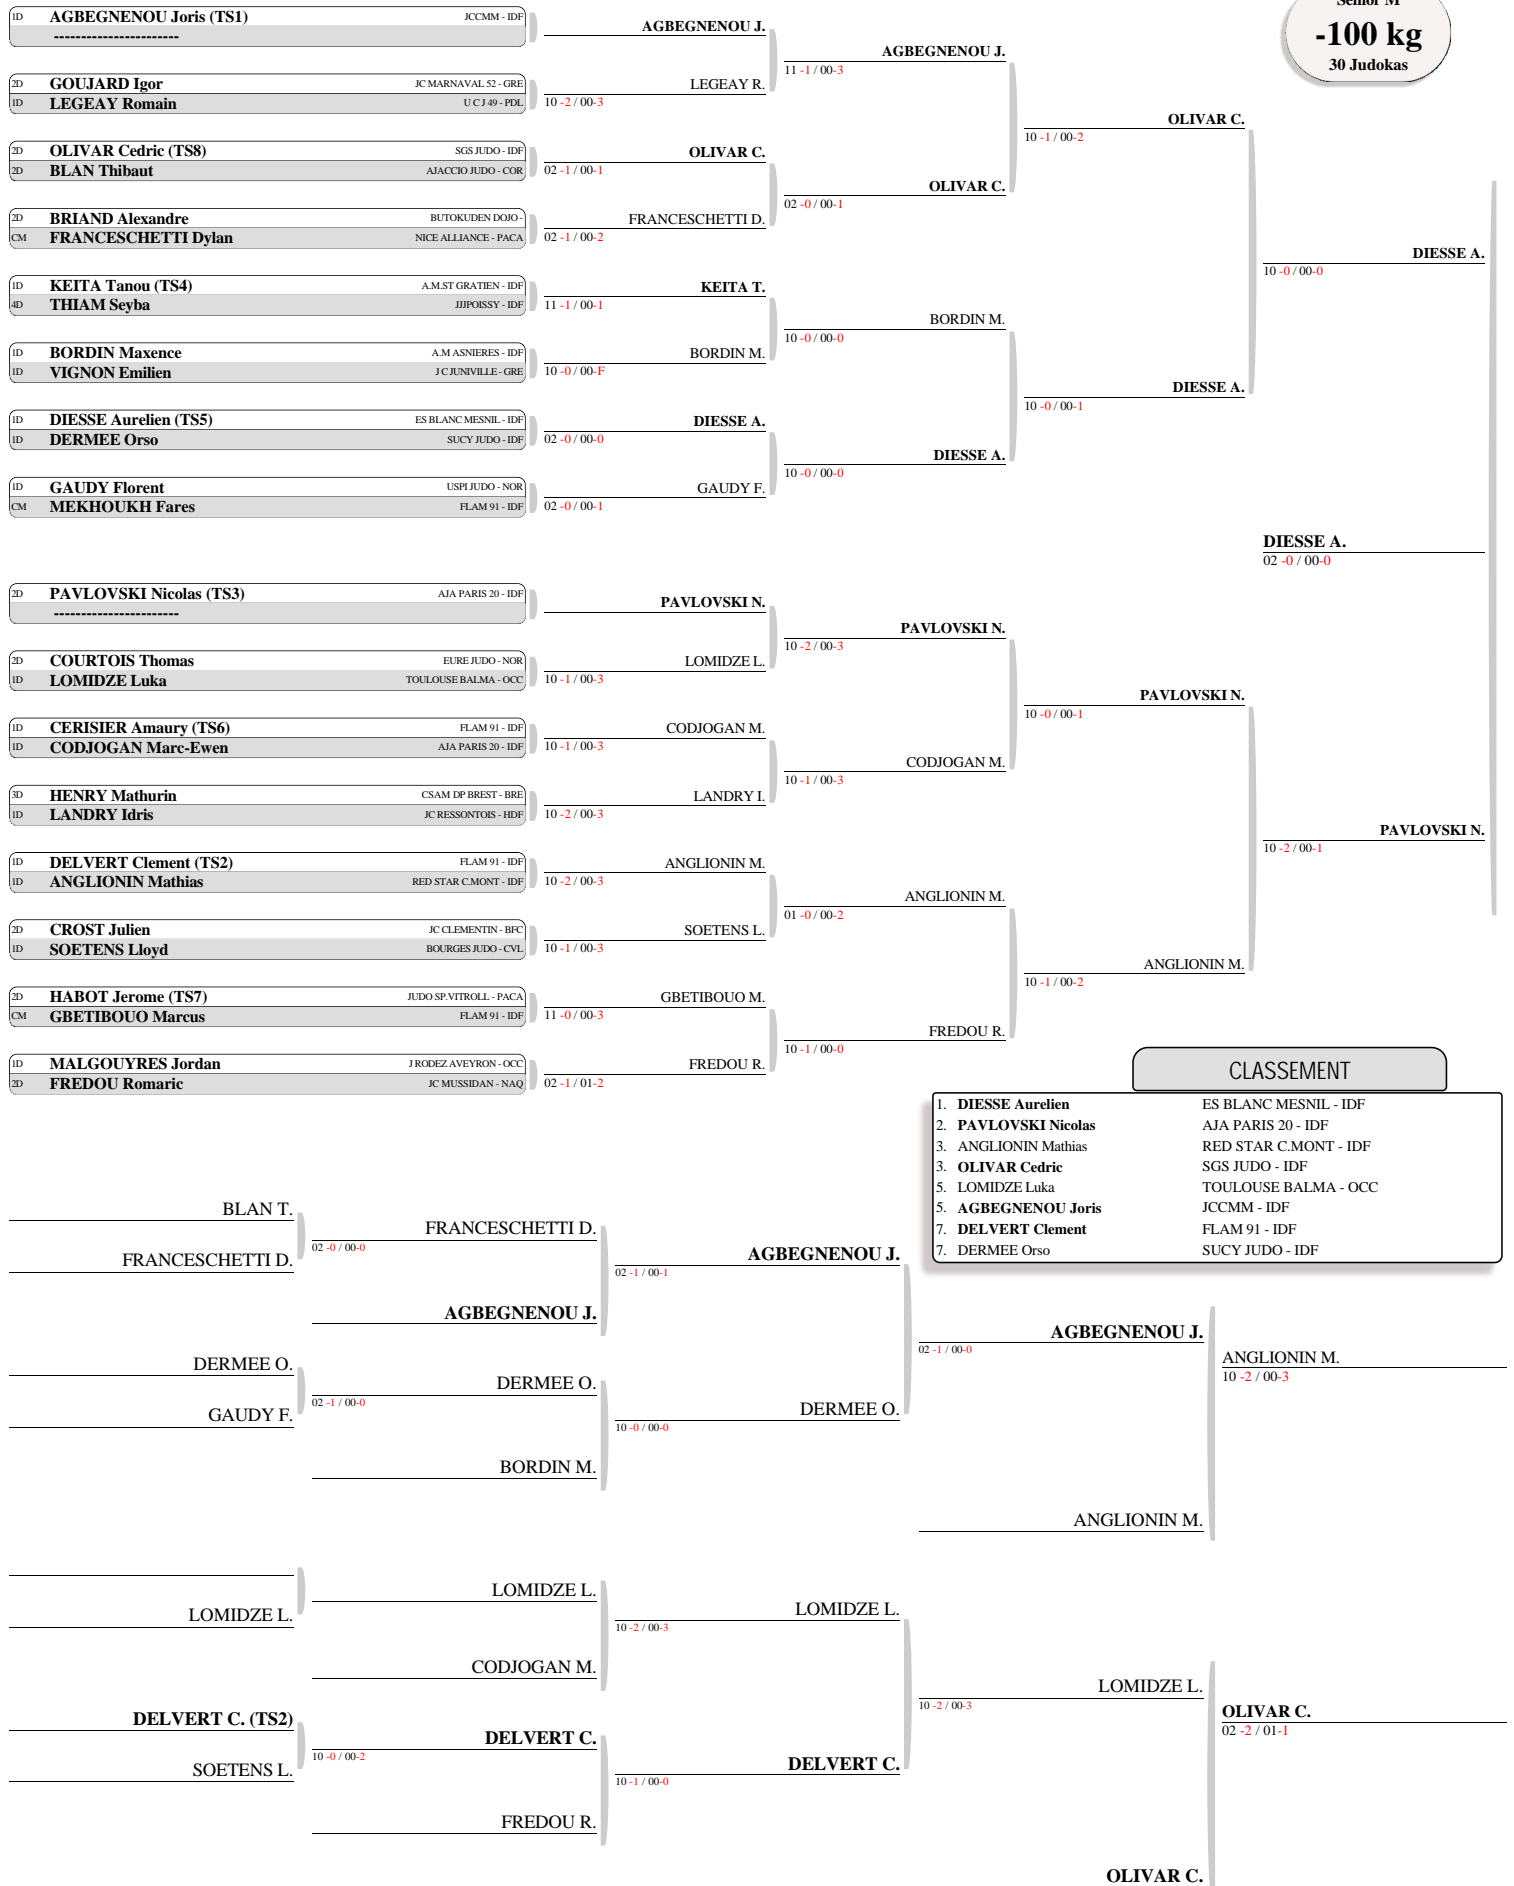 Senior M
-100 kg
30 Judokas
1D AGBEGNENOU Joris (TS1) JCCMM - IDF
-----------------------
2D GOUJARD Igor JC MARNAVAL 52 - GRE
1D LEGEAY Romain U C J 49 - PDL
2D OLIVAR Cedric (TS8) SGS JUDO - IDF
2D BLAN Thibaut AJACCIO JUDO - COR
2D BRIAND Alexandre BUTOKUDEN DOJO -
CM FRANCESCHETTI Dylan NICE ALLIANCE - PACA
1D KEITA Tanou (TS4) A.M.ST GRATIEN - IDF
4D THIAM Seyba JJJPOISSY - IDF
1D BORDIN Maxence A.M ASNIERES - IDF
1D VIGNON Emilien J C JUNIVILLE - GRE
1D DIESSE Aurelien (TS5) ES BLANC MESNIL - IDF
1D DERMEE Orso SUCY JUDO - IDF
1D GAUDY Florent USPI JUDO - NOR
CM MEKHOUKH Fares FLAM 91 - IDF
2D PAVLOVSKI Nicolas (TS3) AJA PARIS 20 - IDF
-----------------------
2D COURTOIS Thomas EURE JUDO - NOR
1D LOMIDZE Luka TOULOUSE BALMA - OCC
1D CERISIER Amaury (TS6) FLAM 91 - IDF
1D CODJOGAN Marc-Ewen AJA PARIS 20 - IDF
3D HENRY Mathurin CSAM DP BREST - BRE
1D LANDRY Idris JC RESSONTOIS - HDF
1D DELVERT Clement (TS2) FLAM 91 - IDF
1D ANGLIONIN Mathias RED STAR C.MONT - IDF
2D CROST Julien JC CLEMENTIN - BFC
1D SOETENS Lloyd BOURGES JUDO - CVL
2D HABOT Jerome (TS7) JUDO SP.VITROLL - PACA
CM GBETIBOUO Marcus FLAM 91 - IDF
1D MALGOUYRES Jordan J RODEZ AVEYRON - OCC
2D FREDOU Romaric JC MUSSIDAN - NAQ
AGBEGNENOU J.
LEGEAY R.
10 -2 / 00-3
OLIVAR C.
02 -1 / 00-1
FRANCESCHETTI D.
02 -1 / 00-2
KEITA T.
11 -1 / 00-1
BORDIN M.
10 -0 / 00-F
DIESSE A.
02 -0 / 00-0
GAUDY F.
02 -0 / 00-1
PAVLOVSKI N.
LOMIDZE L.
10 -1 / 00-3
CODJOGAN M.
10 -1 / 00-3
LANDRY I.
10 -2 / 00-3
ANGLIONIN M.
10 -2 / 00-3
SOETENS L.
10 -1 / 00-3
GBETIBOUO M.
11 -0 / 00-3
FREDOU R.
02 -1 / 01-2
AGBEGNENOU J.
11 -1 / 00-3
OLIVAR C.
02 -0 / 00-1
BORDIN M.
10 -0 / 00-0
DIESSE A.
10 -0 / 00-0
PAVLOVSKI N.
10 -2 / 00-3
CODJOGAN M.
10 -1 / 00-3
ANGLIONIN M.
01 -0 / 00-2
FREDOU R.
10 -1 / 00-0
OLIVAR C.
10 -1 / 00-2
DIESSE A.
10 -0 / 00-1
PAVLOVSKI N.
10 -0 / 00-1
ANGLIONIN M.
10 -1 / 00-2
DIESSE A.
10 -0 / 00-0
DIESSE A.
02 -0 / 00-0
PAVLOVSKI N.
10 -2 / 00-1
CLASSEMENT
1. DIESSE Aurelien ES BLANC MESNIL - IDF
2. PAVLOVSKI Nicolas AJA PARIS 20 - IDF
3. ANGLIONIN Mathias RED STAR C.MONT - IDF
3. OLIVAR Cedric SGS JUDO - IDF
5. LOMIDZE Luka TOULOUSE BALMA - OCC
5. AGBEGNENOU Joris JCCMM - IDF
7. DELVERT Clement FLAM 91 - IDF
7. DERMEE Orso SUCY JUDO - IDF
BLAN T.
FRANCESCHETTI D.
DERMEE O.
GAUDY F.
LOMIDZE L.
DELVERT C. (TS2)
SOETENS L.
FRANCESCHETTI D.
02 -0 / 00-0
AGBEGNENOU J.
DERMEE O.
02 -1 / 00-0
BORDIN M.
LOMIDZE L.
CODJOGAN M.
DELVERT C.
10 -0 / 00-2
FREDOU R.
AGBEGNENOU J.
02 -1 / 00-1
DERMEE O.
10 -0 / 00-0
LOMIDZE L.
10 -2 / 00-3
DELVERT C.
10 -1 / 00-0
AGBEGNENOU J.
02 -1 / 00-0
ANGLIONIN M.
LOMIDZE L.
10 -2 / 00-3
OLIVAR C.
ANGLIONIN M.
10 -2 / 00-3
OLIVAR C.
02 -2 / 01-1